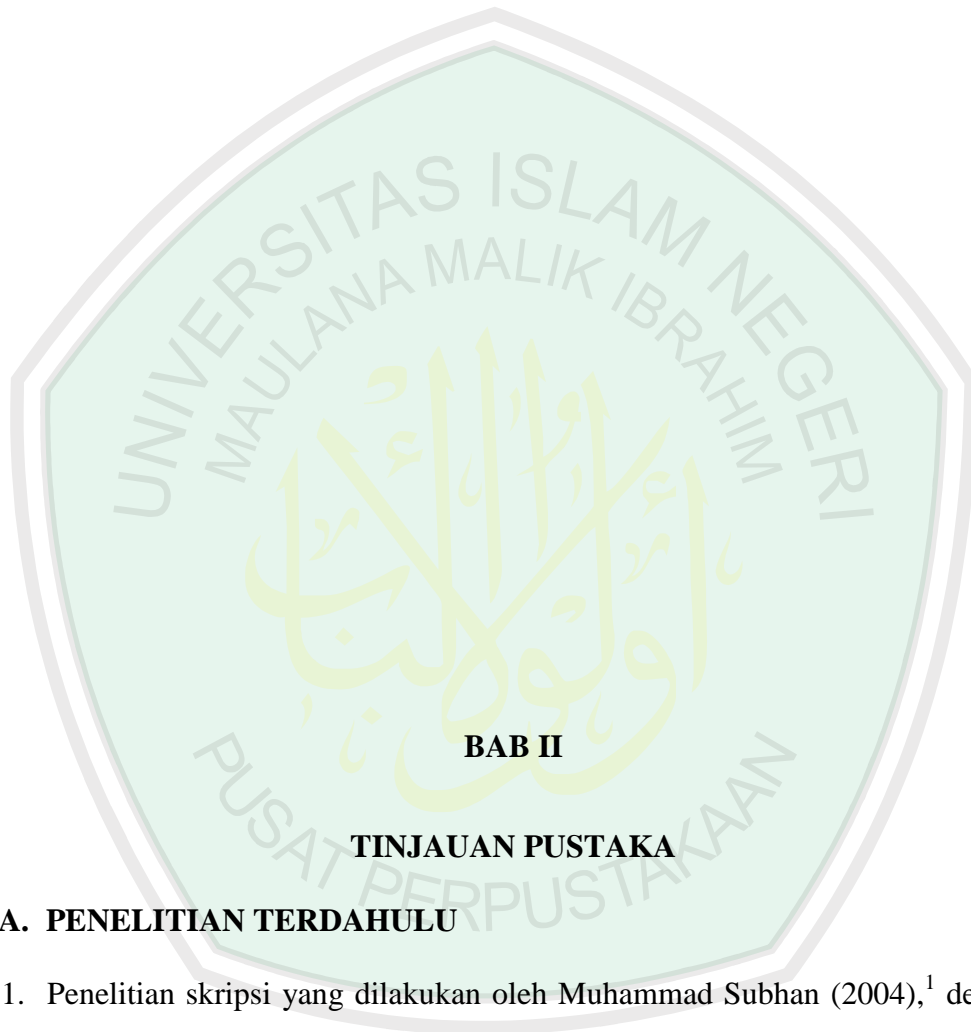 UNIVERSITAS ISLAM NEGERI
MAULANA MALIK IBRAHIM
BAB II
TINJAUAN PUSTAKA
PUSAT PERPUSTAKAAN
A. PENELITIAN TERDAHULU
1. Penelitian skripsi yang dilakukan oleh Muhammad Subhan (2004),¹ de